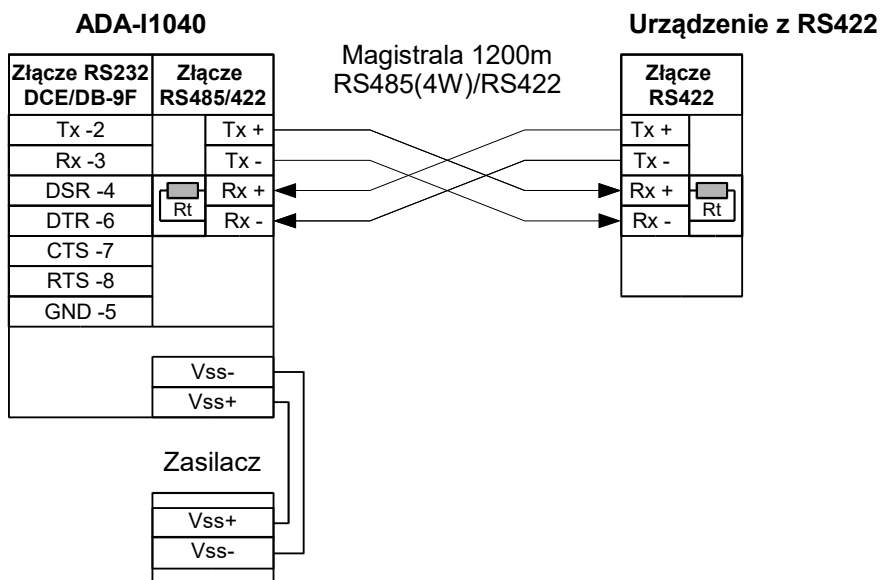 ADA-I1040
Urządzenie z RS422
Magistrala 1200m
RS485(4W)/RS422
Złącze RS232
DCE/DB-9F
Złącze
RS485/422
Złącze
RS422
Tx -2
Tx +
Tx +
Rx -3
Tx -
Tx -
DSR -4
Rt
Rx +
Rx +
Rt
DTR -6
Rx -
Rx -
CTS -7
RTS -8
GND -5
Vss-
Vss+
Zasilacz
Vss+
Vss-